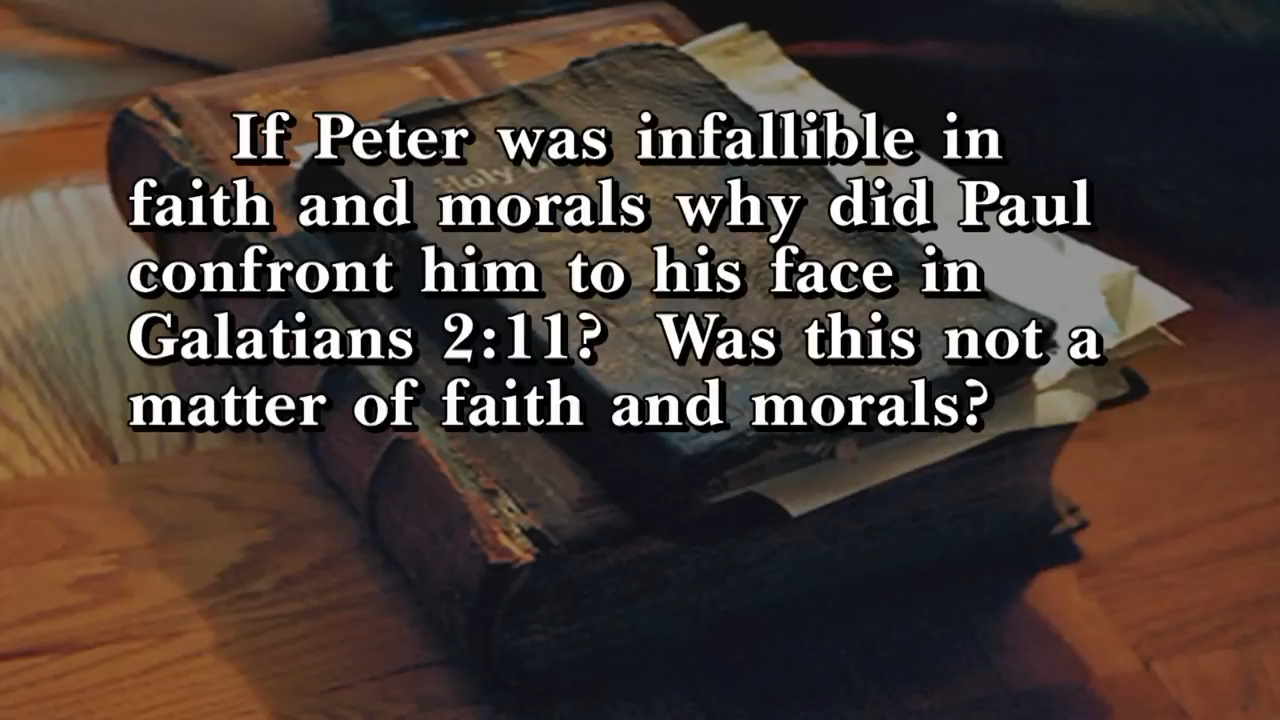 If Peter was infallible in
faith and morals why did Paul
confront him to his face in
Galatians 2:11? Was this not a
matter of faith and morals?
Holy